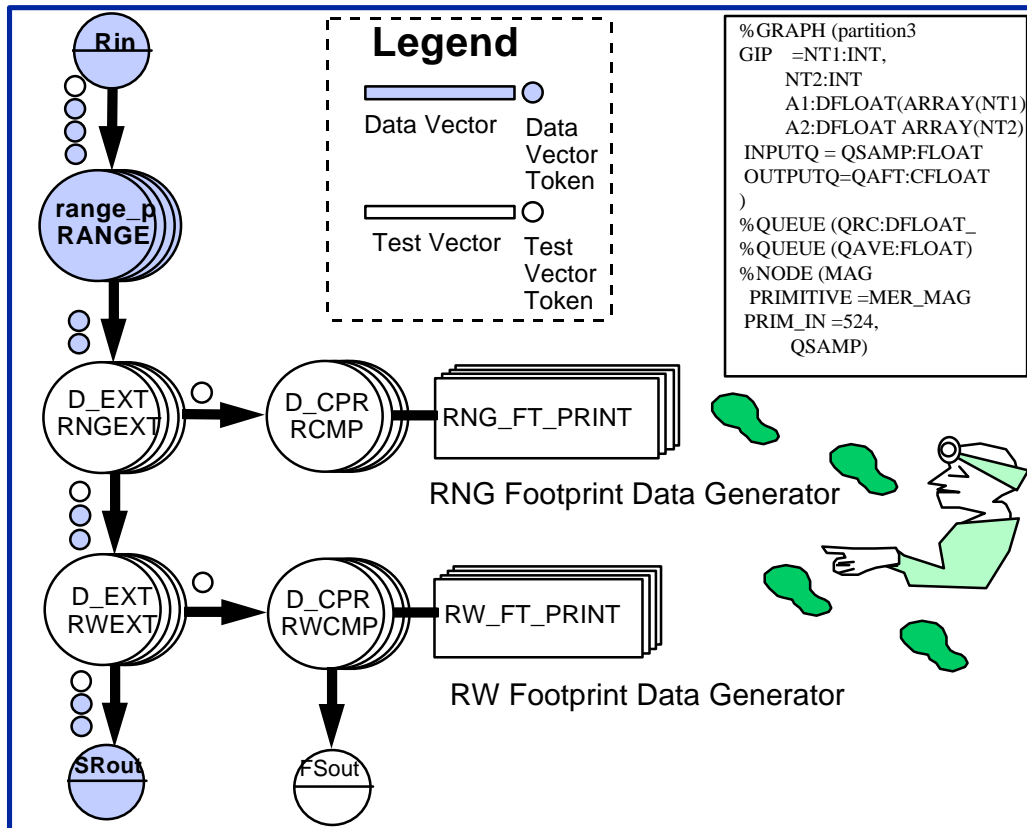 Rin
range_p
RANGE
D_EXT
RNGEXT
D_CPR
RCMP
RNG_FT_PRINT
RNG Footprint Data Generator
D_EXT
RWEXT
D_CPR
RWCMP
RW_FT_PRINT
RW Footprint Data Generator
SRout
FSout
Legend
Data Vector
Data
Vector
Token
Test Vector
Test
Vector
Token
%GRAPH (partition3
GIP =NT1:INT,
NT2:INT
A1:DFLOAT(ARRAY(NT1)
A2:DFLOAT ARRAY(NT2)
INPUTQ = QSAMP:FLOAT
OUTPUTQ=QAFT:CFLOAT
)
%QUEUE (QRC:DFLOAT_
%QUEUE (QAVE:FLOAT)
%NODE (MAG
PRIMITIVE =MER_MAG
PRIM_IN =524,
QSAMP)